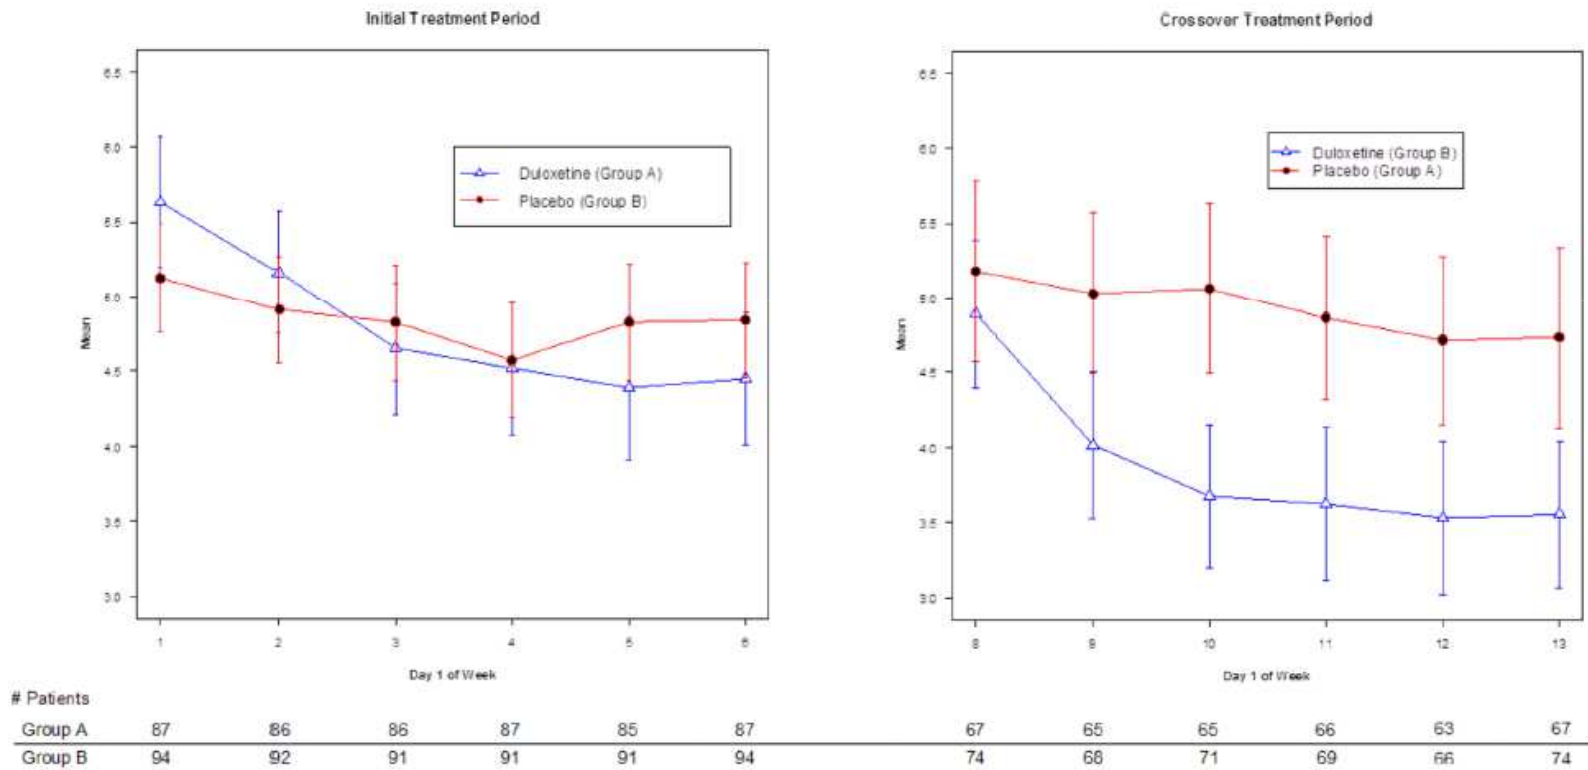 Initial Treatment Period
6.5
6.0
5.5
5.0
4.5
4.0
3.5
3.0
Mean
Duloxetine (Group A)
Placebo (Group B)
1 2 3 4 5 6
Day 1 of Week
Crossover Treatment Period
6.5
6.0
5.5
5.0
4.5
4.0
3.5
3.0
Mean
Duloxetine (Group B)
Placebo (Group A)
8 9 10 11 12 13
Day 1 of Week
# Patients
Group A 87 86 86 87 85 87 67 65 65 66 63 67
Group B 94 92 91 91 91 94 74 68 71 69 66 74